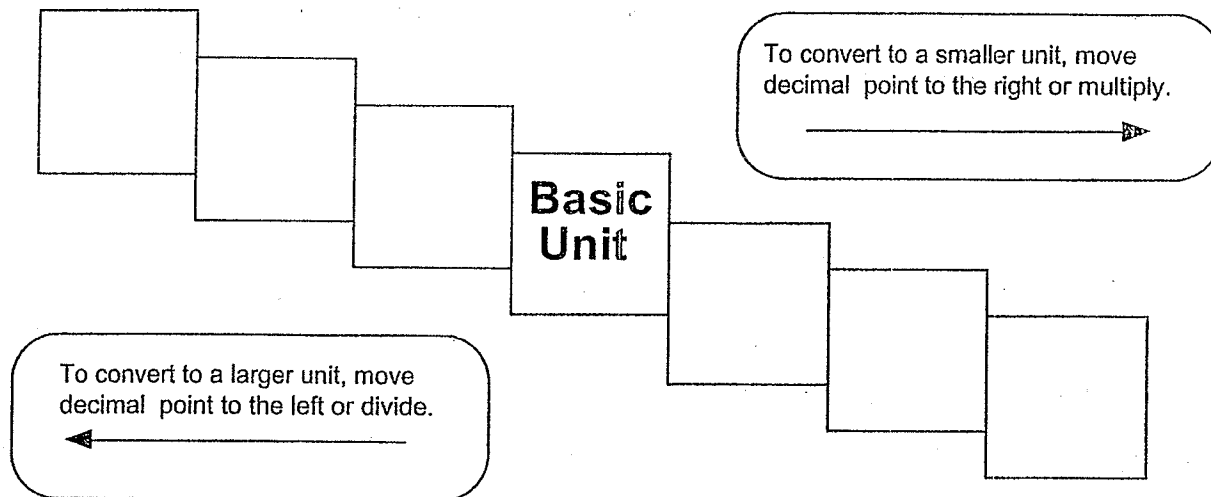 To convert to a smaller unit, move
decimal point to the right or multiply.
Basic
Unit
To convert to a larger unit, move
decimal point to the left or divide.